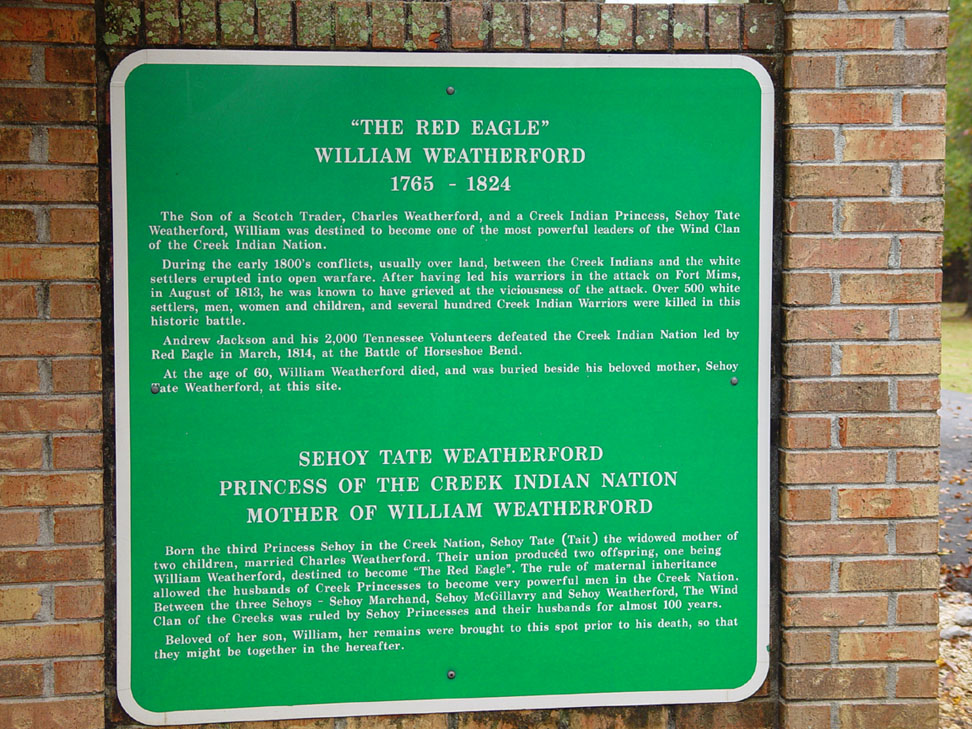 "THE RED EAGLE"
WILLIAM WEATHERFORD
1765 - 1824
The Son of a Scotch Trader, Charles Weatherford, and a Creek Indian Princess, Sehoy Tate
Weatherford, William was destined to become one of the most powerful leaders of the Wind Clan
of the Creek Indian Nation.
During the early 1800's conflicts, usually over land, between the Creek Indians and the white
settlers erupted into open warfare. After having led his warriors in the attack on Fort Mims,
in August of 1813, he was known to have grieved at the viciousness of the attack. Over 500 white
settlers, men, women and children, and several hundred Creek Indian Warriors were killed in this
historic battle.
Andrew Jackson and his 2,000 Tennessee Volunteers defeated the Creek Indian Nation led by
Red Eagle in March, 1814, at the Battle of Horseshoe Bend.
At the age of 60, William Weatherford died, and was buried beside his beloved mother, Sehoy
Tate Weatherford, at this site.
SEHOY TATE WEATHERFORD
PRINCESS OF THE CREEK INDIAN NATION
MOTHER OF WILLIAM WEATHERFORD
Born the third Princess Sehoy in the Creek Nation, Sehoy Tate (Tait) the widowed mother of
two children, married Charles Weatherford. Their union produced two offspring, one being
William Weatherford, destined to become "The Red Eagle". The rule of maternal inheritance
allowed the husbands of Creek Princesses to become very powerful men in the Creek Nation.
Between the three Sehoys - Sehoy Marchand, Sehoy McGillavry and Sehoy Weatherford, The Wind
Clan of the Creeks was ruled by Sehoy Princesses and their husbands for almost 100 years.
Beloved of her son, William, her remains were brought to this spot prior to his death, so that
they might be together in the hereafter.